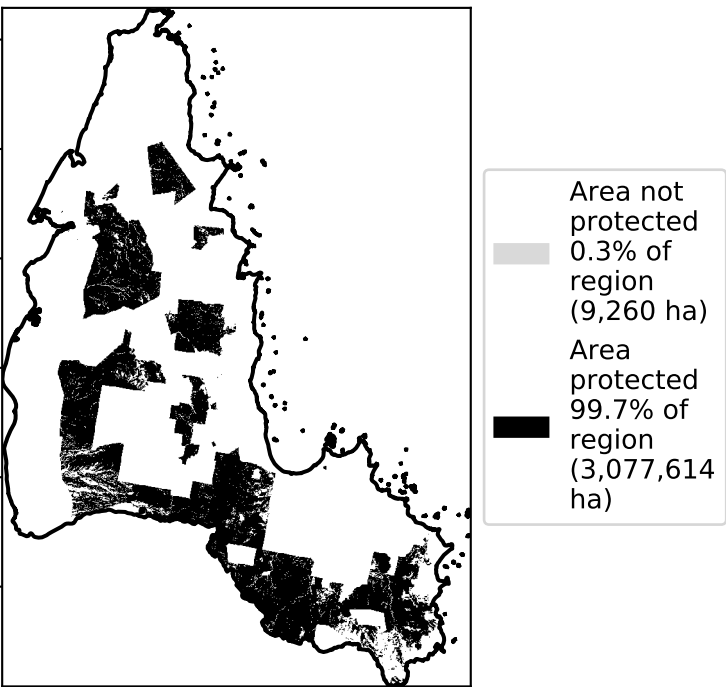 Area not
protected
0.3% of
region
(9,260 ha)
Area
protected
99.7% of
region
(3,077,614
ha)